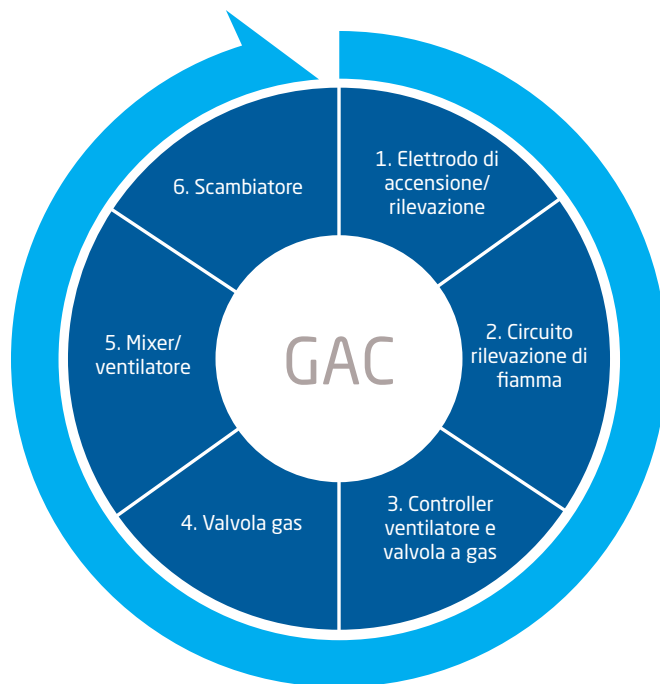 1. Elettrodo di
accensione/
rilevazione
2. Circuito
rilevazione di
fiamma
3. Controller
ventilatore e
valvola a gas
4. Valvola gas
5. Mixer/
ventilatore
6. Scambiatore
GAC